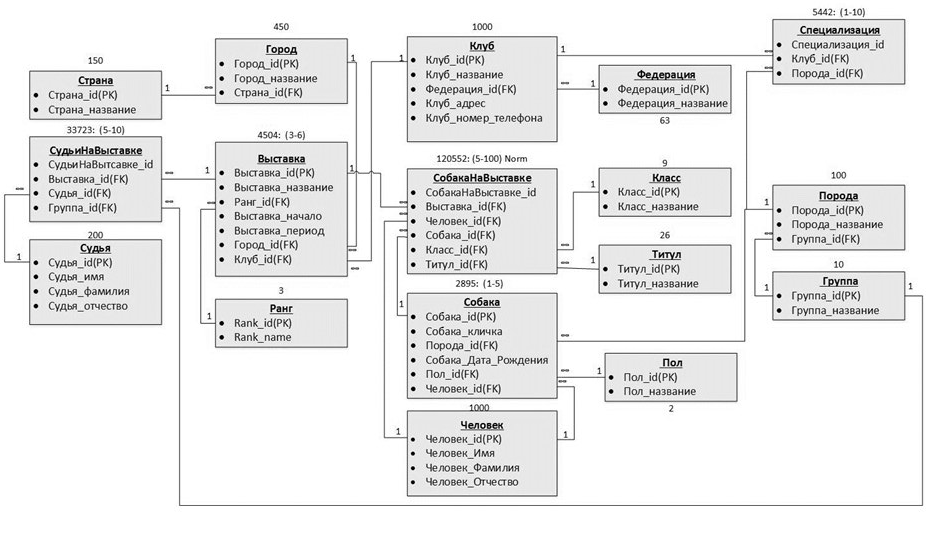 150
Страна
Страна_id(PK)
Страна_название
1
∞
450
Город
Город_id(PK)
Город_название
Страна_id(FK)
1
1000
Клуб
Клуб_id(PK)
Клуб_название
Федерация_id(FK)
Клуб_адрес
Клуб_номер_телефона
1
1
∞
∞
1
Федерация
Федерация_id(PK)
Федерация_название
63
5442: (1-10)
Специализация
Специализация_id
Клуб_id(FK)
Порода_id(FK)
∞
∞
33723: (5-10)
СудьиНаВыставке
СудьиНаВытсавке_id
Выставка_id(FK)
Судья_id(FK)
Группа_id(FK)
∞
∞
∞
1
200
Судья
Судья_id(PK)
Судья_имя
Судья_фамилия
Судья_отчество
1
4504: (3-6)
Выставка
Выставка_id(PK)
Выставка_название
Ранг_id(FK)
Выставка_начало
Выставка_период
Город_id(FK)
Клуб_id(FK)
1
∞
∞
∞
3
Ранг
Rank_id(PK)
Rank_name
1
120552: (5-100) Norm
СобакаНаВыставке
СобакаНаВыставке_id
Выставка_id(FK)
Человек_id(FK)
Собака_id(FK)
Класс_id(FK)
Титул_id(FK)
∞
∞
∞
∞
∞
9
Класс
Класс_id(PK)
Класс_название
1
26
Титул
Титул_id(PK)
Титул_название
1
100
Порода
Порода_id(PK)
Порода_название
Группа_id(FK)
1
∞
10
Группа
Группа_id(PK)
Группа_название
1
1
2895: (1-5)
Собака
Собака_id(PK)
Собака_кличка
Порода_id(FK)
Собака_Дата_Рождения
Пол_id(FK)
Человек_id(FK)
1
∞
∞
∞
1
Пол
Пол_id(PK)
Пол_название
2
1000
Человек
Человек_id(PK)
Человек_Имя
Человек_Фамилия
Человек_Отчество
1
1